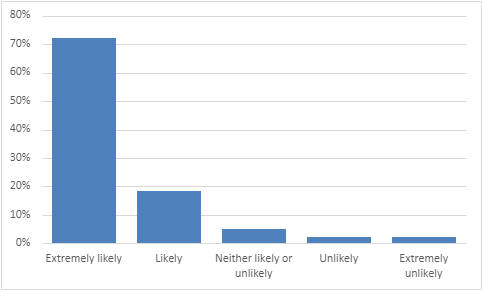 80%
70%
60%
50%
40%
30%
20%
10%
0%
Extremely likely
Likely
Neither likely or
unlikely
Unlikely
Extremely
unlikely